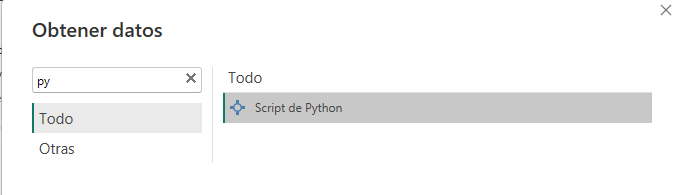 Obtener datos
py
Todo
Otras
Todo
Script de Python